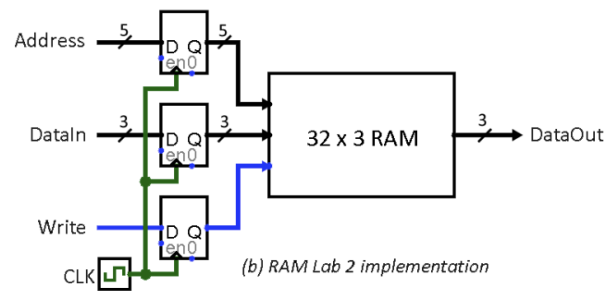 Address 5 D Q 5
en0
DataIn 3 D Q 3 32 x 3 RAM 3 DataOut
en0
Write D Q
en0
CLK (b) RAM Lab 2 implementation